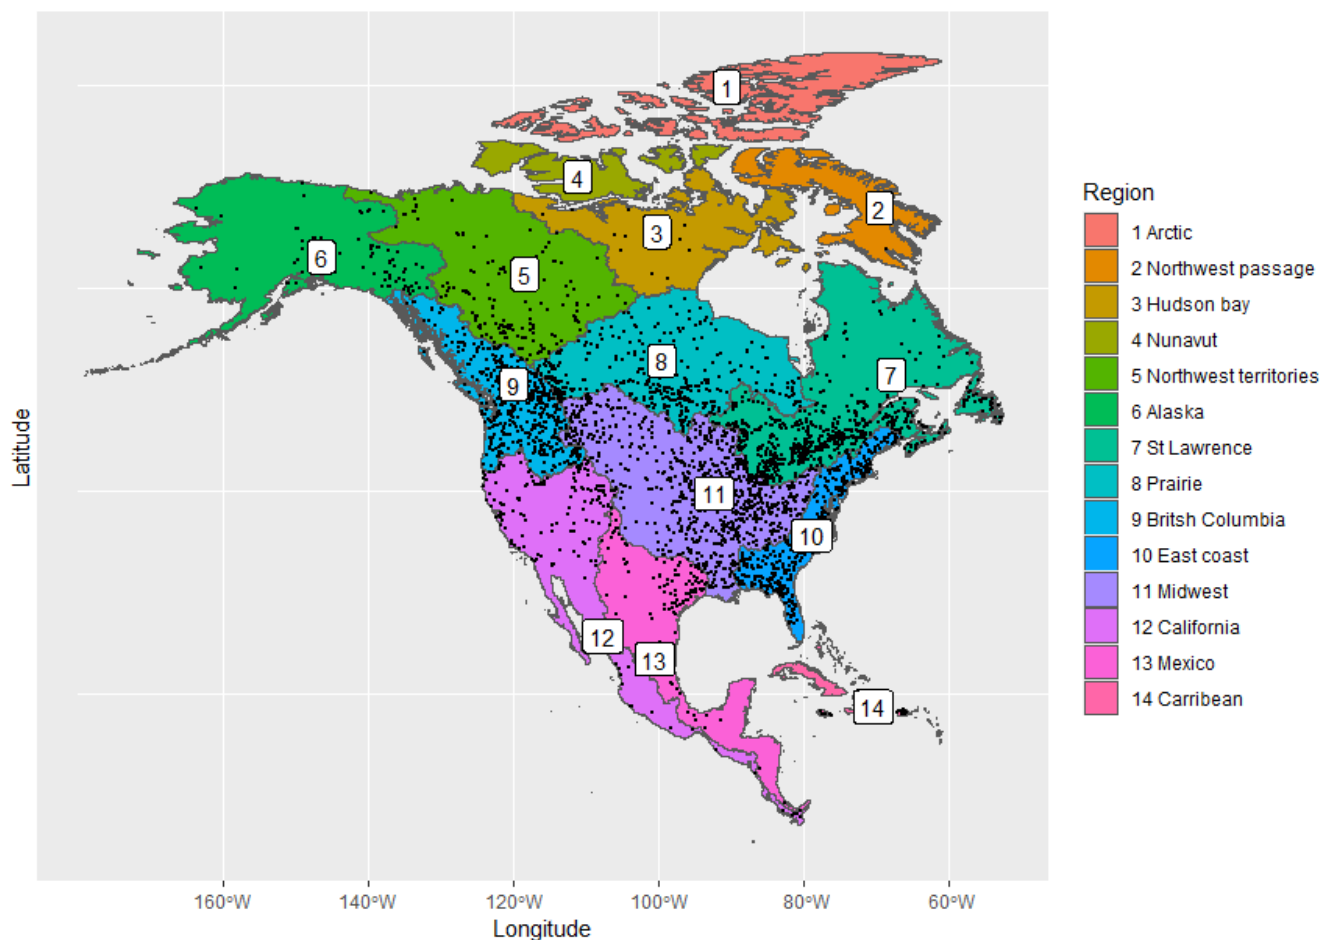 1
4
2
3
6
5
8
7
9
11
10
12
13
14
Latitude
160°W
140°W
120°W
100°W
80°W
60°W
Longitude
Region
1 Arctic
2 Northwest passage
3 Hudson bay
4 Nunavut
5 Northwest territories
6 Alaska
7 St Lawrence
8 Prairie
9 Britsh Columbia
10 East coast
11 Midwest
12 California
13 Mexico
14 Carribean